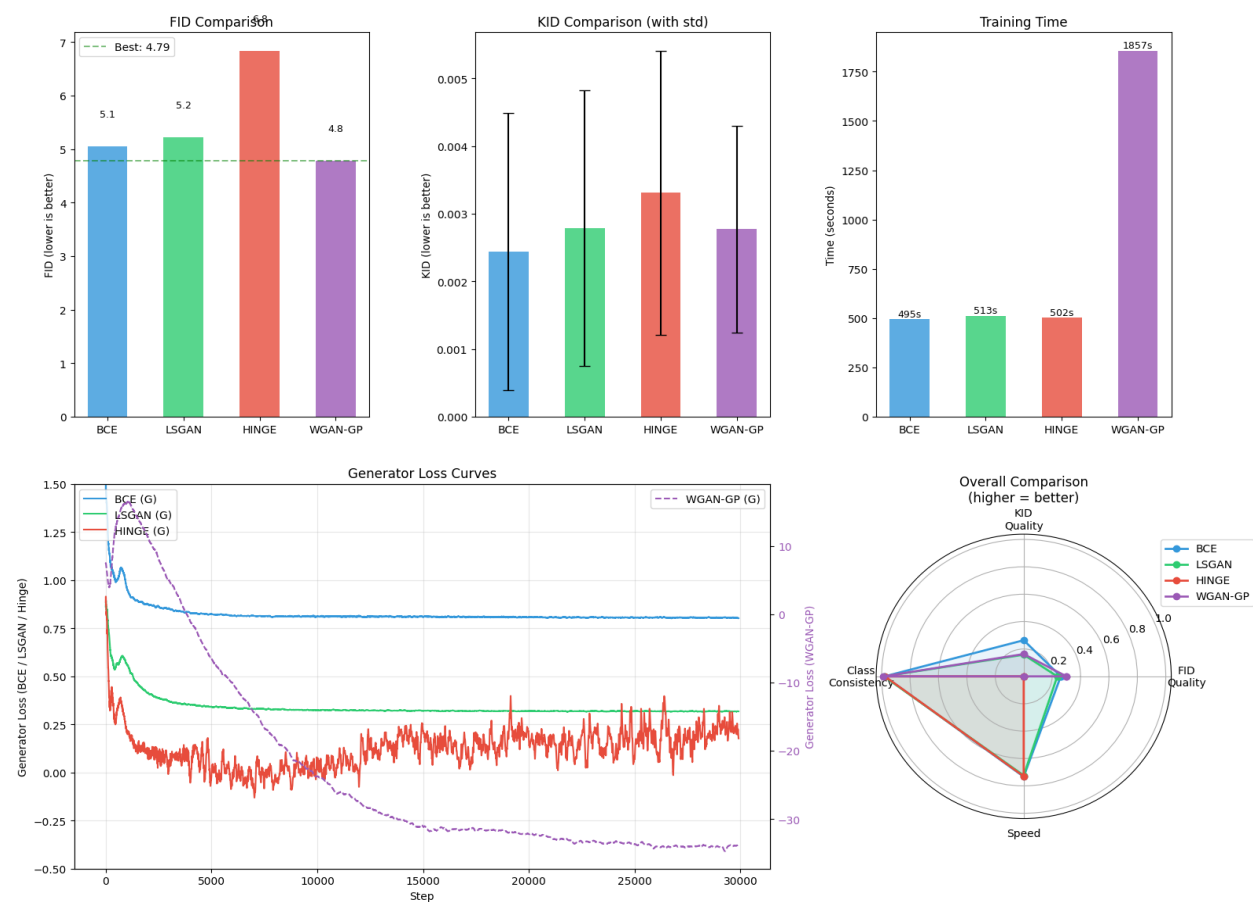 FID Comparison
6.8
FID (lower is better)
7
6
5
4
3
2
1
0
Best: 4.79
5.1
5.2
4.8
BCE
LSGAN
HINGE
WGAN-GP
KID Comparison (with std)
KID (lower is better)
0.005
0.004
0.003
0.002
0.001
0.000
BCE
LSGAN
HINGE
WGAN-GP
Training Time
Time (seconds)
1750
1500
1250
1000
750
500
250
0
495s
513s
502s
1857s
BCE
LSGAN
HINGE
WGAN-GP
Generator Loss Curves
Generator Loss (BCE / LSGAN / Hinge)
1.50
1.25
1.00
0.75
0.50
0.25
0.00
−0.25
−0.50
BCE (G)
LSGAN (G)
HINGE (G)
WGAN-GP (G)
10
0
−10
−20
−30
Generator Loss (WGAN-GP)
0
5000
10000
15000
20000
25000
30000
Step
Overall Comparison
(higher = better)
KID
Quality
BCE
LSGAN
HINGE
WGAN-GP
1.0
0.8
0.6
0.4
0.2
Class
Consistency
FID
Quality
Speed